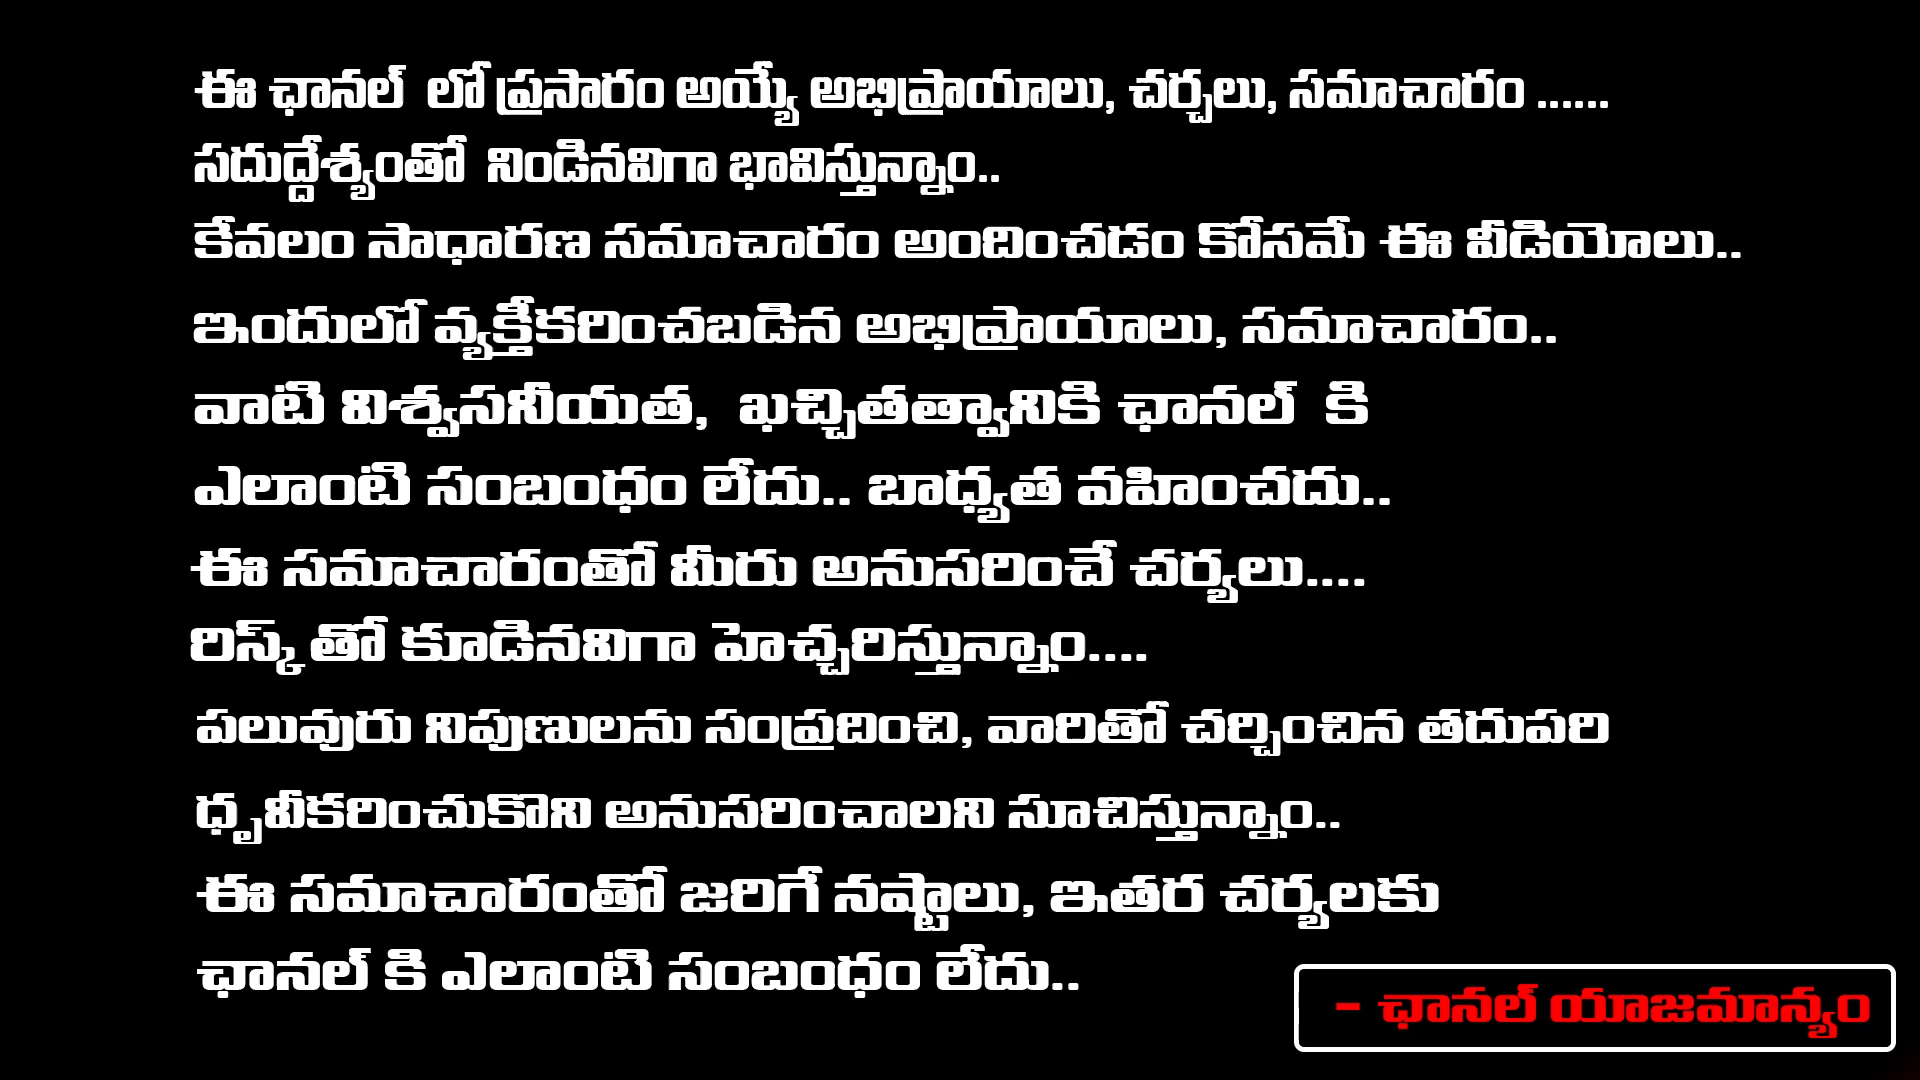 ఈ ఛానల్ లో ప్రసారం అయ్యే అభిప్రాయాలు, చర్చలు, సమాచారం ......
సదుద్దేశ్యంతో నిండినవిగా భావిస్తున్నాం..
కేవలం సాధారణ సమాచారం అందించడం కోసమే ఈ వీడియోలు..
ఇందులో వ్యక్తీకరించబడిన అభిప్రాయాలు, సమాచారం..
వాటి విశ్వసనీయత, ఖచ్చితత్వానికి ఛానల్ కి
ఎలాంటి సంబంధం లేదు.. బాధ్యత వహించదు..
ఈ సమాచారంతో మీరు అనుసరించే చర్యలు....
రిస్క్ తో కూడినవిగా హెచ్చరిస్తున్నాం....
పలువురు నిపుణులను సంప్రదించి, వారితో చర్చించిన తదుపరి
ధృవీకరించుకొని అనుసరించాలని సూచిస్తున్నాం..
ఈ సమాచారంతో జరిగే నష్టాలు, ఇతర చర్యలకు
ఛానల్ కి ఎలాంటి సంబంధం లేదు..
- ఛానల్ యాజమాన్యం